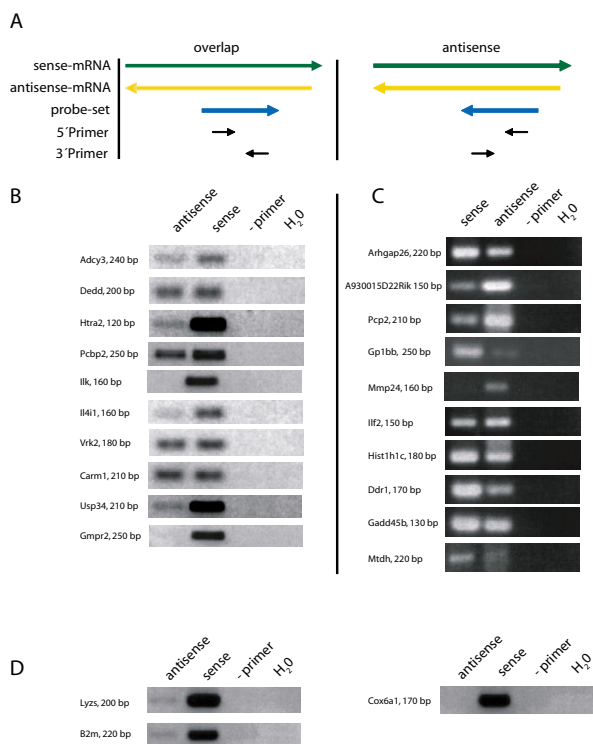 A
overlap
antisense
sense-mRNA
antisense-mRNA
probe-set
5´Primer
3´Primer
B
antisense
sense
- primer
H20
Adcy3, 240 bp
Dedd, 200 bp
Htra2, 120 bp
Pcbp2, 250 bp
Ilk, 160 bp
Il4i1, 160 bp
Vrk2, 180 bp
Carm1, 210 bp
Usp34, 210 bp
Gmpr2, 250 bp
C
sense
antisense
- primer
H20
Arhgap26, 220 bp
A930015D22Rik 150 bp
Pcp2, 210 bp
Gp1bb, 250 bp
Mmp24, 160 bp
Ilf2, 150 bp
Hist1h1c, 180 bp
Ddr1, 170 bp
Gadd45b, 130 bp
Mtdh, 220 bp
D
antisense
sense
- primer
H20
Lyzs, 200 bp
B2m, 220 bp
antisense
sense
- primer
H20
Cox6a1, 170 bp